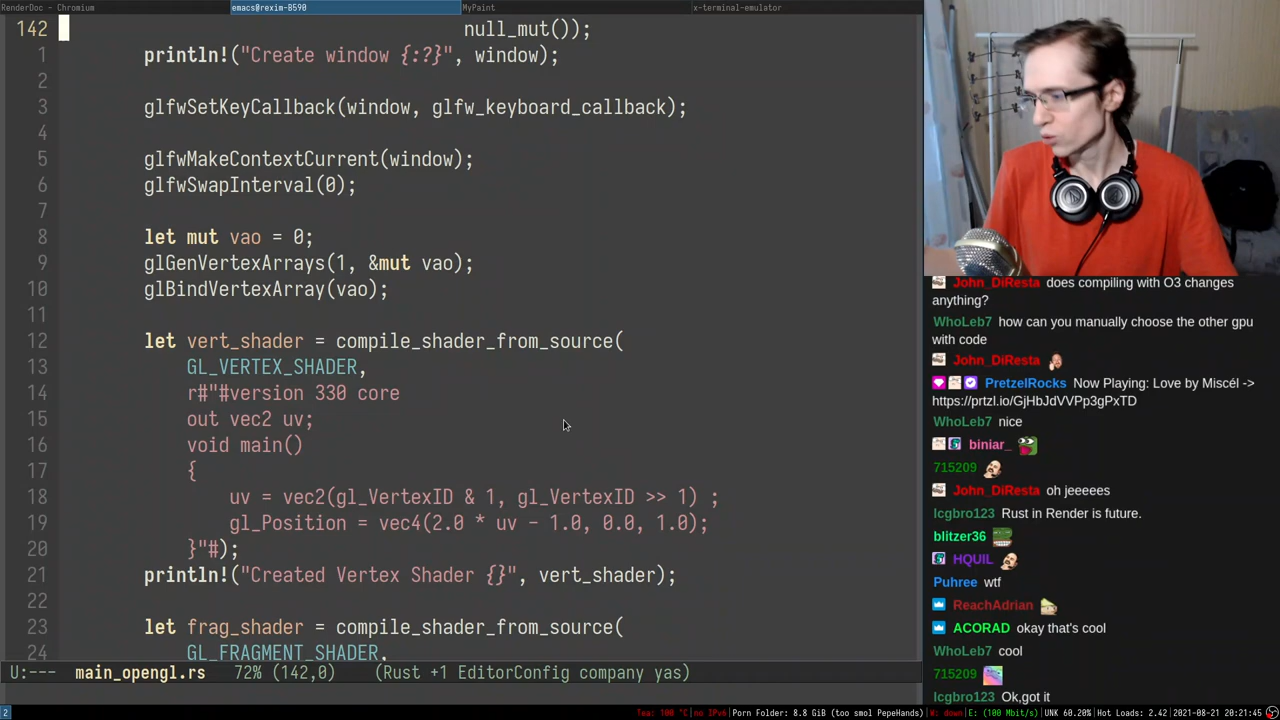 RenderDoc - Chromium
emacs@rexim-B590
MyPaint
x-terminal-emulator
142 null_mut());
1 println!("Create window {:?}", window);
2
3 glfwSetKeyCallback(window, glfw_keyboard_callback);
4
5 glfwMakeContextCurrent(window);
6 glfwSwapInterval(0);
7
8 let mut vao = 0;
9 glGenVertexArrays(1, &mut vao);
10 glBindVertexArray(vao);
11
12 let vert_shader = compile_shader_from_source(
13 GL_VERTEX_SHADER,
14 r#"#version 330 core
15 out vec2 uv;
16 void main()
17 {
18 uv = vec2(gl_VertexID & 1, gl_VertexID >> 1) ;
19 gl_Position = vec4(2.0 * uv - 1.0, 0.0, 1.0);
20 }"#);
21 println!("Created Vertex Shader {}", vert_shader);
22
23 let frag_shader = compile_shader_from_source(
24 GL_FRAGMENT_SHADER,
U:--- main_opengl.rs 72% (142,0) (Rust +1 EditorConfig company yas)
John_DiResta does compiling with O3 changes
anything?
WhoLeb7 how can you manually choose the other gpu
with code
John_DiResta
PretzelRocks Now Playing: Love by Miscél ->
https://prtzl.io/GjHbJdVVPp3gPxTD
WhoLeb7 nice
biniar_
715209
John_DiResta oh jeeeees
lcgbro123 Rust in Render is future.
blitzer36
HQUIL
Puhree wtf
ReachAdrian
ACORAD okay that's cool
WhoLeb7 cool
715209
lcgbro123 Ok,got it
2
Tear 100 °C no IPv6 Porn Folder: 8.8 GiB (too smol PepeHands) W: down E: (100 Mbit/s) UNK 60.20% Hot Loads: 2.42 2021-08-21 20:21:45